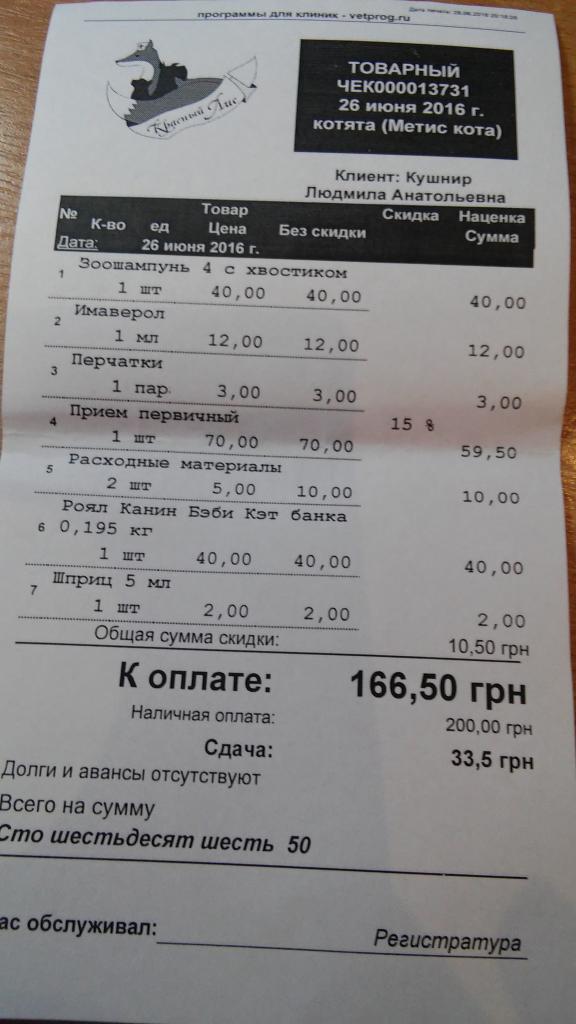 программы для клиник - vetprog.ru
Дата печати: 26.06.2016
Красный Лис
ТОВАРНЫЙ
ЧЕК000013731
26 июня 2016 г.
котята (Метис кота)
Клиент: Кушнир
Людмила Анатольевна
№ К-во ед Товар Цена Без скидки Скидка Наценка Сумма
Дата: 26 июня 2016 г.
1 Зоошампунь 4 с хвостиком
1 шт 40,00 40,00 40,00
2 Имаверол
1 мл 12,00 12,00 12,00
3 Перчатки
1 пар 3,00 3,00 3,00
4 Прием первичный 15 %
1 шт 70,00 70,00 59,50
5 Расходные материалы
2 шт 5,00 10,00 10,00
Роял Канин Бэби Кэт банка
6 0,195 кг
1 шт 40,00 40,00 40,00
7 Шприц 5 мл
1 шт 2,00 2,00 2,00
Общая сумма скидки: 10,50 грн
К оплате: 166,50 грн
Наличная оплата: 200,00 грн
Сдача: 33,5 грн
Долги и авансы отсутствуют
Всего на сумму
Сто шестьдесят шесть 50
ас обслуживал: Регистратура